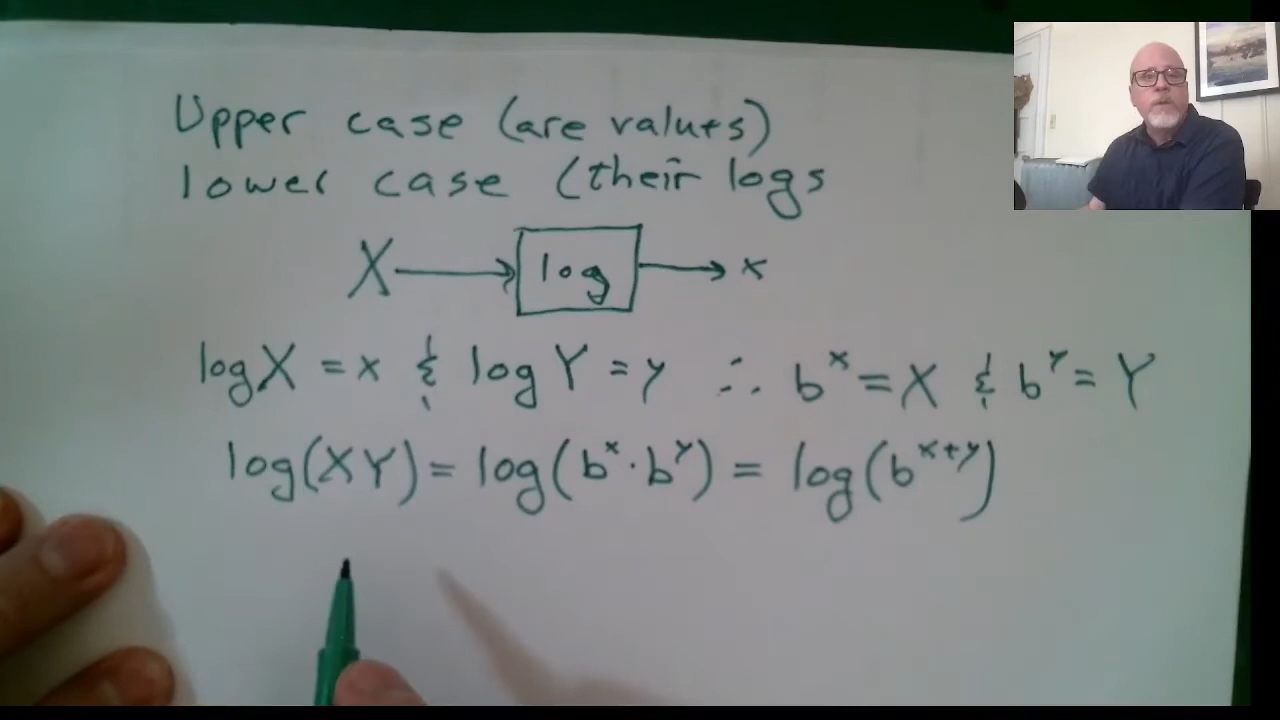 Upper case (are values)
lower case (their logs
X → log → x
log X = x & log Y = y ∴ b^x = X & b^y = Y
log(XY) = log(b^x · b^y) = log(b^x+y)